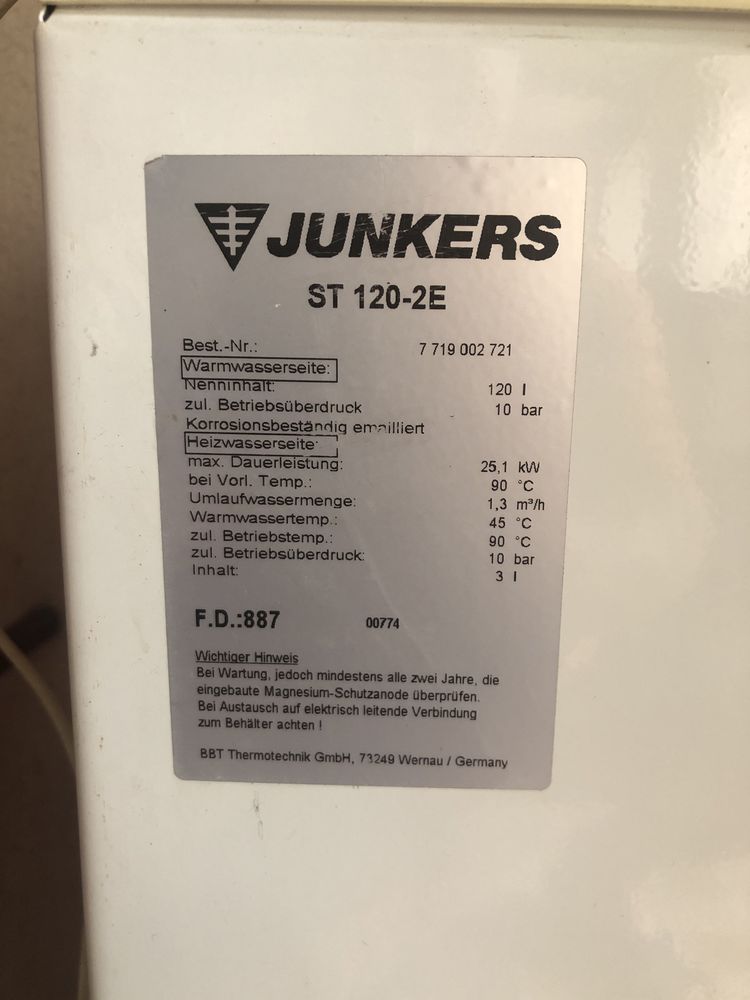 JUNKERS
ST 120-2E
Best.-Nr.: 7 719 002 721
Warmwasserseite:
Nenninhalt: 120 l
zul. Betriebsüberdruck 10 bar
Korrosionsbeständig emailliert
Heizwasserseite:
max. Dauerleistung: 25,1 kW
bei Vorl. Temp.: 90 °C
Umlaufwassermenge: 1,3 m³/h
Warmwassertemp.: 45 °C
zul. Betriebstemp.: 90 °C
zul. Betriebsüberdruck: 10 bar
Inhalt: 3 l
F.D.:887 00774
Wichtiger Hinweis
Bei Wartung, jedoch mindestens alle zwei Jahre, die
eingebaute Magnesium-Schutzanode überprüfen.
Bei Austausch auf elektrisch leitende Verbindung
zum Behälter achten !
BBT Thermotechnik GmbH, 73249 Wernau / Germany